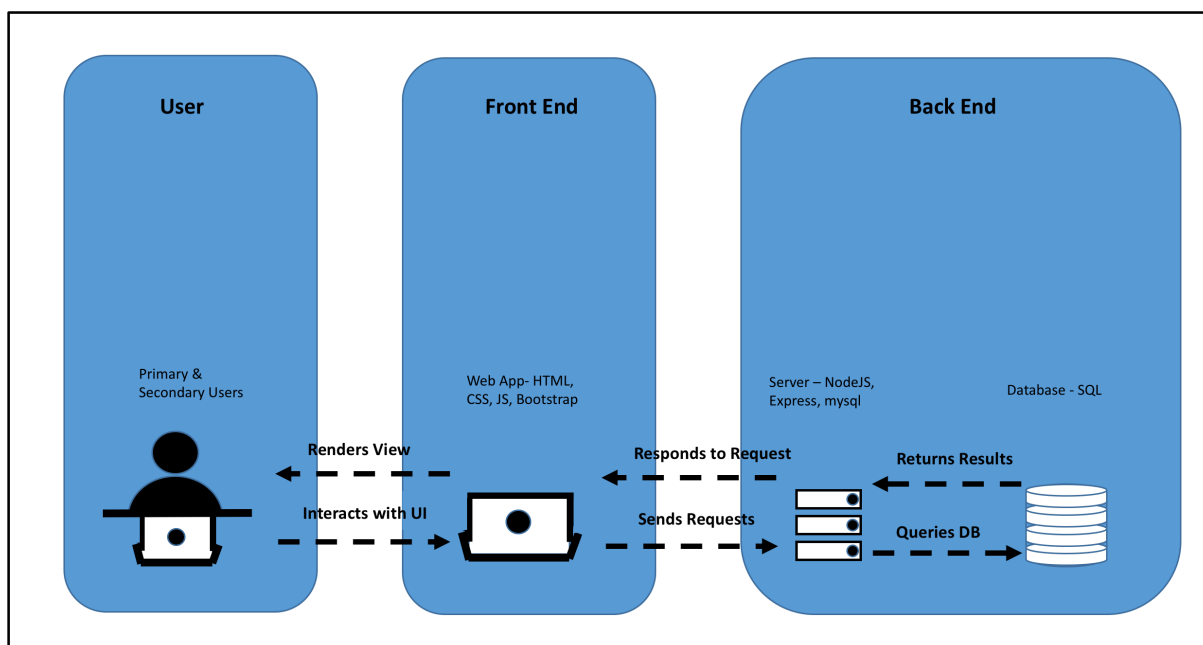 User
Front End
Back End
Primary &
Secondary Users
Web App- HTML,
CSS, JS, Bootstrap
Server – NodeJS,
Express, mysql
Database - SQL
Renders View
Responds to Request
Returns Results
Interacts with UI
Sends Requests
Queries DB